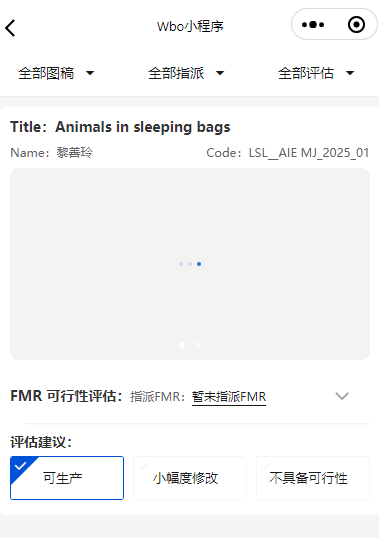 Wbo小程序
全部图稿 全部指派 全部评估
Title：Animals in sleeping bags
Name：黎善玲 Code：LSL__AIE MJ_2025_01
FMR 可行性评估：指派FMR：暂未指派FMR
评估建议：
可生产 小幅度修改 不具备可行性